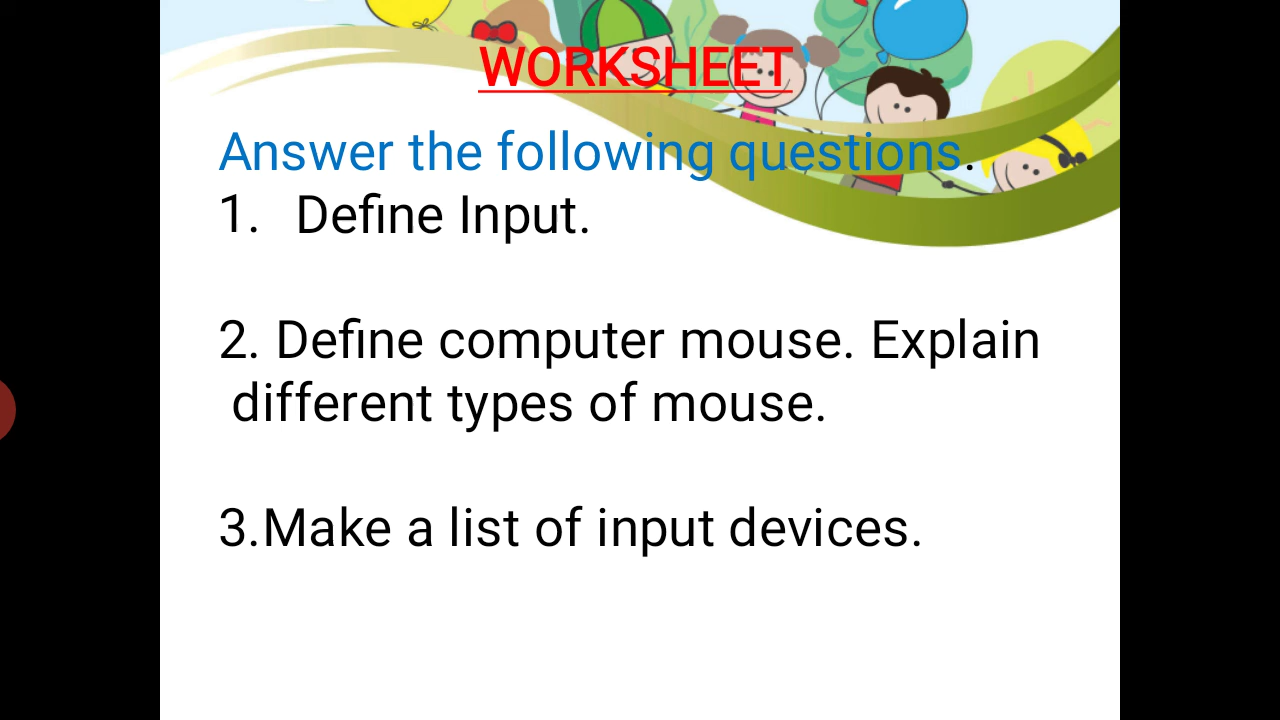 WORKSHEET
Answer the following questions.
1. Define Input.
2. Define computer mouse. Explain
different types of mouse.
3.Make a list of input devices.